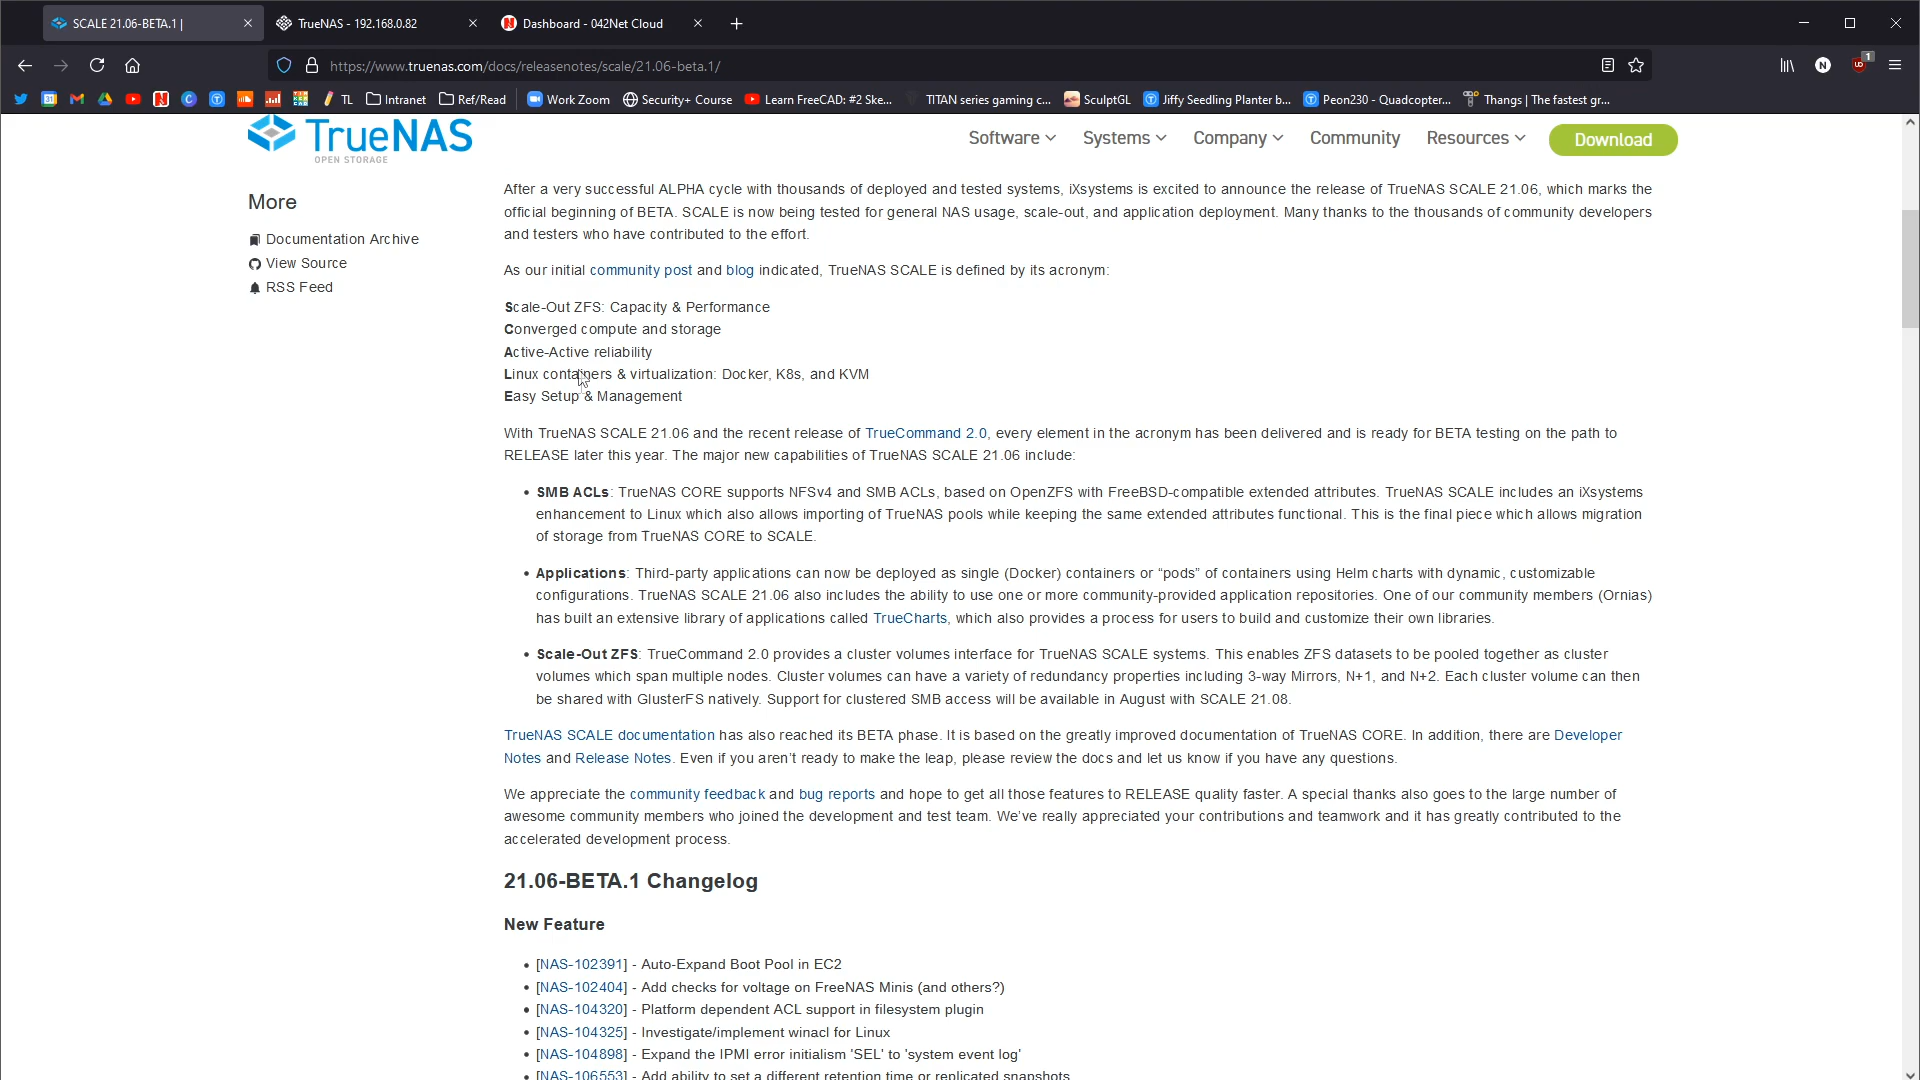 SCALE 21.06-BETA.1 |
TrueNAS - 192.168.0.82
Dashboard - 042Net Cloud
https://www.truenas.com/docs/releasenotes/scale/21.06-beta.1/
1
TL
Intranet
Ref/Read
Work Zoom
Security+ Course
Learn FreeCAD: #2 Ske...
TITAN series gaming c...
SculptGL
Jiffy Seedling Planter b...
Peon230 - Quadcopter...
Thangs | The fastest gr...
TrueNAS
OPEN STORAGE
Software
Systems
Company
Community
Resources
Download
More
Documentation Archive
View Source
RSS Feed
After a very successful ALPHA cycle with thousands of deployed and tested systems, iXsystems is excited to announce the release of TrueNAS SCALE 21.06, which marks the
official beginning of BETA. SCALE is now being tested for general NAS usage, scale-out, and application deployment. Many thanks to the thousands of community developers
and testers who have contributed to the effort.
As our initial community post and blog indicated, TrueNAS SCALE is defined by its acronym:
Scale-Out ZFS: Capacity & Performance
Converged compute and storage
Active-Active reliability
Linux containers & virtualization: Docker, K8s, and KVM
Easy Setup & Management
With TrueNAS SCALE 21.06 and the recent release of TrueCommand 2.0, every element in the acronym has been delivered and is ready for BETA testing on the path to
RELEASE later this year. The major new capabilities of TrueNAS SCALE 21.06 include:
• SMB ACLs: TrueNAS CORE supports NFSv4 and SMB ACLs, based on OpenZFS with FreeBSD-compatible extended attributes. TrueNAS SCALE includes an iXsystems
enhancement to Linux which also allows importing of TrueNAS pools while keeping the same extended attributes functional. This is the final piece which allows migration
of storage from TrueNAS CORE to SCALE.
• Applications: Third-party applications can now be deployed as single (Docker) containers or “pods” of containers using Helm charts with dynamic, customizable
configurations. TrueNAS SCALE 21.06 also includes the ability to use one or more community-provided application repositories. One of our community members (Ornias)
has built an extensive library of applications called TrueCharts, which also provides a process for users to build and customize their own libraries.
• Scale-Out ZFS: TrueCommand 2.0 provides a cluster volumes interface for TrueNAS SCALE systems. This enables ZFS datasets to be pooled together as cluster
volumes which span multiple nodes. Cluster volumes can have a variety of redundancy properties including 3-way Mirrors, N+1, and N+2. Each cluster volume can then
be shared with GlusterFS natively. Support for clustered SMB access will be available in August with SCALE 21.08.
TrueNAS SCALE documentation has also reached its BETA phase. It is based on the greatly improved documentation of TrueNAS CORE. In addition, there are Developer
Notes and Release Notes. Even if you aren’t ready to make the leap, please review the docs and let us know if you have any questions.
We appreciate the community feedback and bug reports and hope to get all those features to RELEASE quality faster. A special thanks also goes to the large number of
awesome community members who joined the development and test team. We’ve really appreciated your contributions and teamwork and it has greatly contributed to the
accelerated development process.
21.06-BETA.1 Changelog
New Feature
• [NAS-102391] - Auto-Expand Boot Pool in EC2
• [NAS-102404] - Add checks for voltage on FreeNAS Minis (and others?)
• [NAS-104320] - Platform dependent ACL support in filesystem plugin
• [NAS-104325] - Investigate/implement winacl for Linux
• [NAS-104898] - Expand the IPMI error initialism 'SEL' to 'system event log'
• [NAS-106553] - Add ability to set a different retention time or replicated snapshots